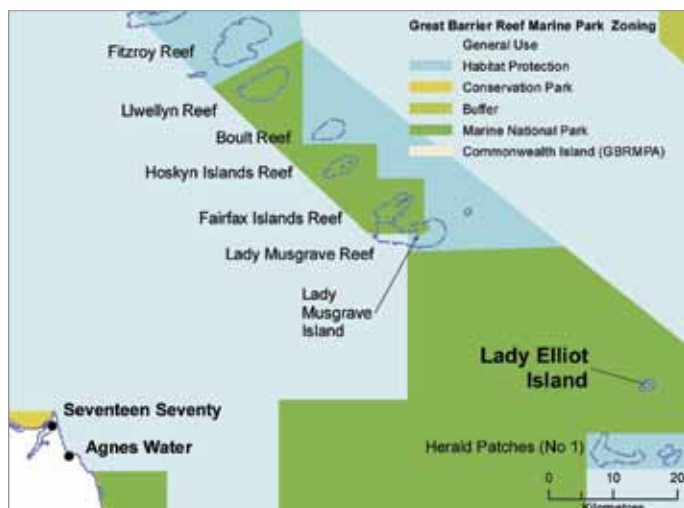 Great Barrier Reef Marine Park Zoning
General Use
Habitat Protection
Conservation Park
Buffer
Marine National Park
Commonwealth Island (GBRMPA)
Fitzroy Reef
Llwellyn Reef
Boult Reef
Hoskyn Islands Reef
Fairfax Islands Reef
Lady Musgrave Reef
Lady
Musgrave
Island
Lady Elliot
Island
Seventeen Seventy
Agnes Water
Herald Patches (No 1)
0 10 20
Kilometres